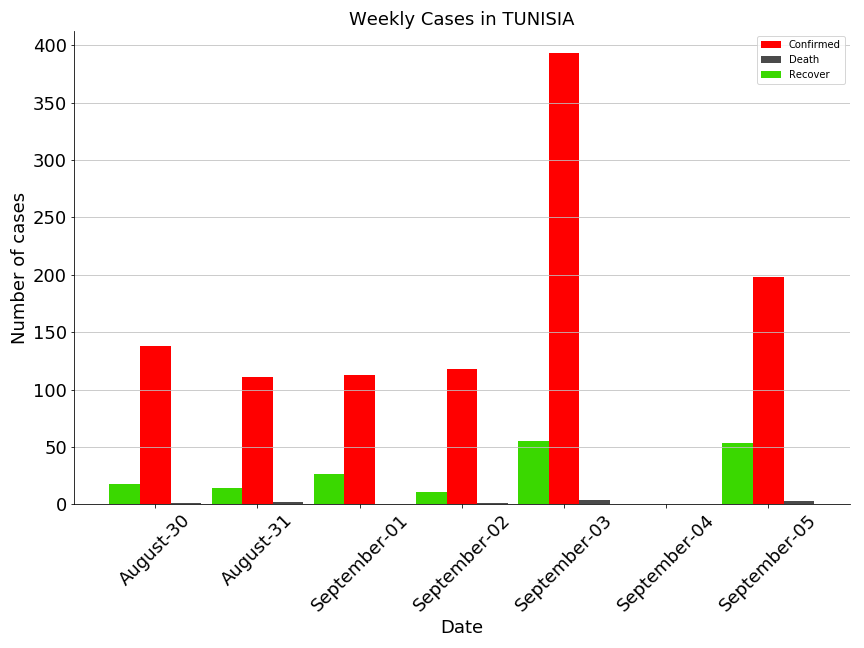 Weekly Cases in TUNISIA
Confirmed
Death
Recover
Number of cases
400
350
300
250
200
150
100
50
0
August-30
August-31
September-01
September-02
September-03
September-04
September-05
Date